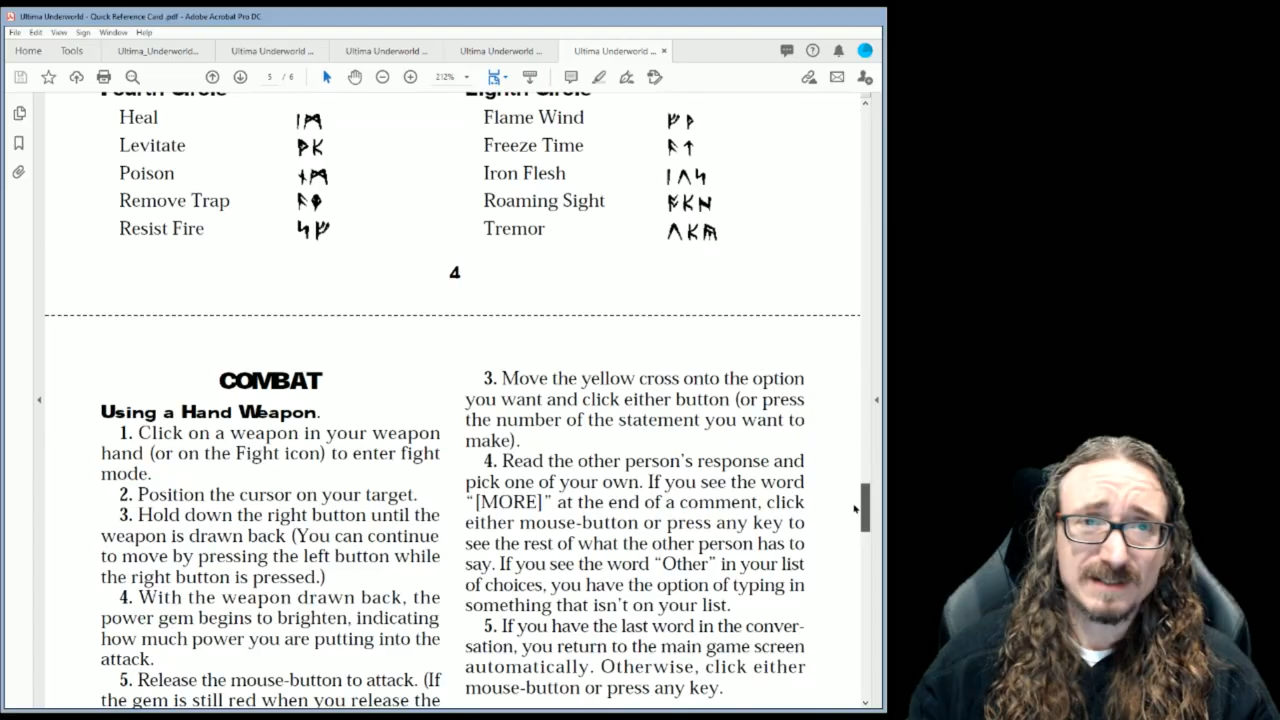 Ultima Underworld - Quick Reference Card .pdf - Adobe Acrobat Pro DC
File Edit View Sign Window Help
Home Tools Ultima_Underworld... Ultima Underworld ... Ultima Underworld ... Ultima Underworld ... Ultima Underworld ... ×
5 / 6 212%
Fourth Circle
Heal
Levitate
Poison
Remove Trap
Resist Fire
Eighth Circle
Flame Wind
Freeze Time
Iron Flesh
Roaming Sight
Tremor
4
COMBAT
Using a Hand Weapon.
1. Click on a weapon in your weapon
hand (or on the Fight icon) to enter fight
mode.
2. Position the cursor on your target.
3. Hold down the right button until the
weapon is drawn back (You can continue
to move by pressing the left button while
the right button is pressed.)
4. With the weapon drawn back, the
power gem begins to brighten, indicating
how much power you are putting into the
attack.
5. Release the mouse-button to attack. (If
the gem is still red when you release the
3. Move the yellow cross onto the option
you want and click either button (or press
the number of the statement you want to
make).
4. Read the other person's response and
pick one of your own. If you see the word
“[MORE]” at the end of a comment, click
either mouse-button or press any key to
see the rest of what the other person has to
say. If you see the word “Other” in your list
of choices, you have the option of typing in
something that isn't on your list.
5. If you have the last word in the conver-
sation, you return to the main game screen
automatically. Otherwise, click either
mouse-button or press any key.